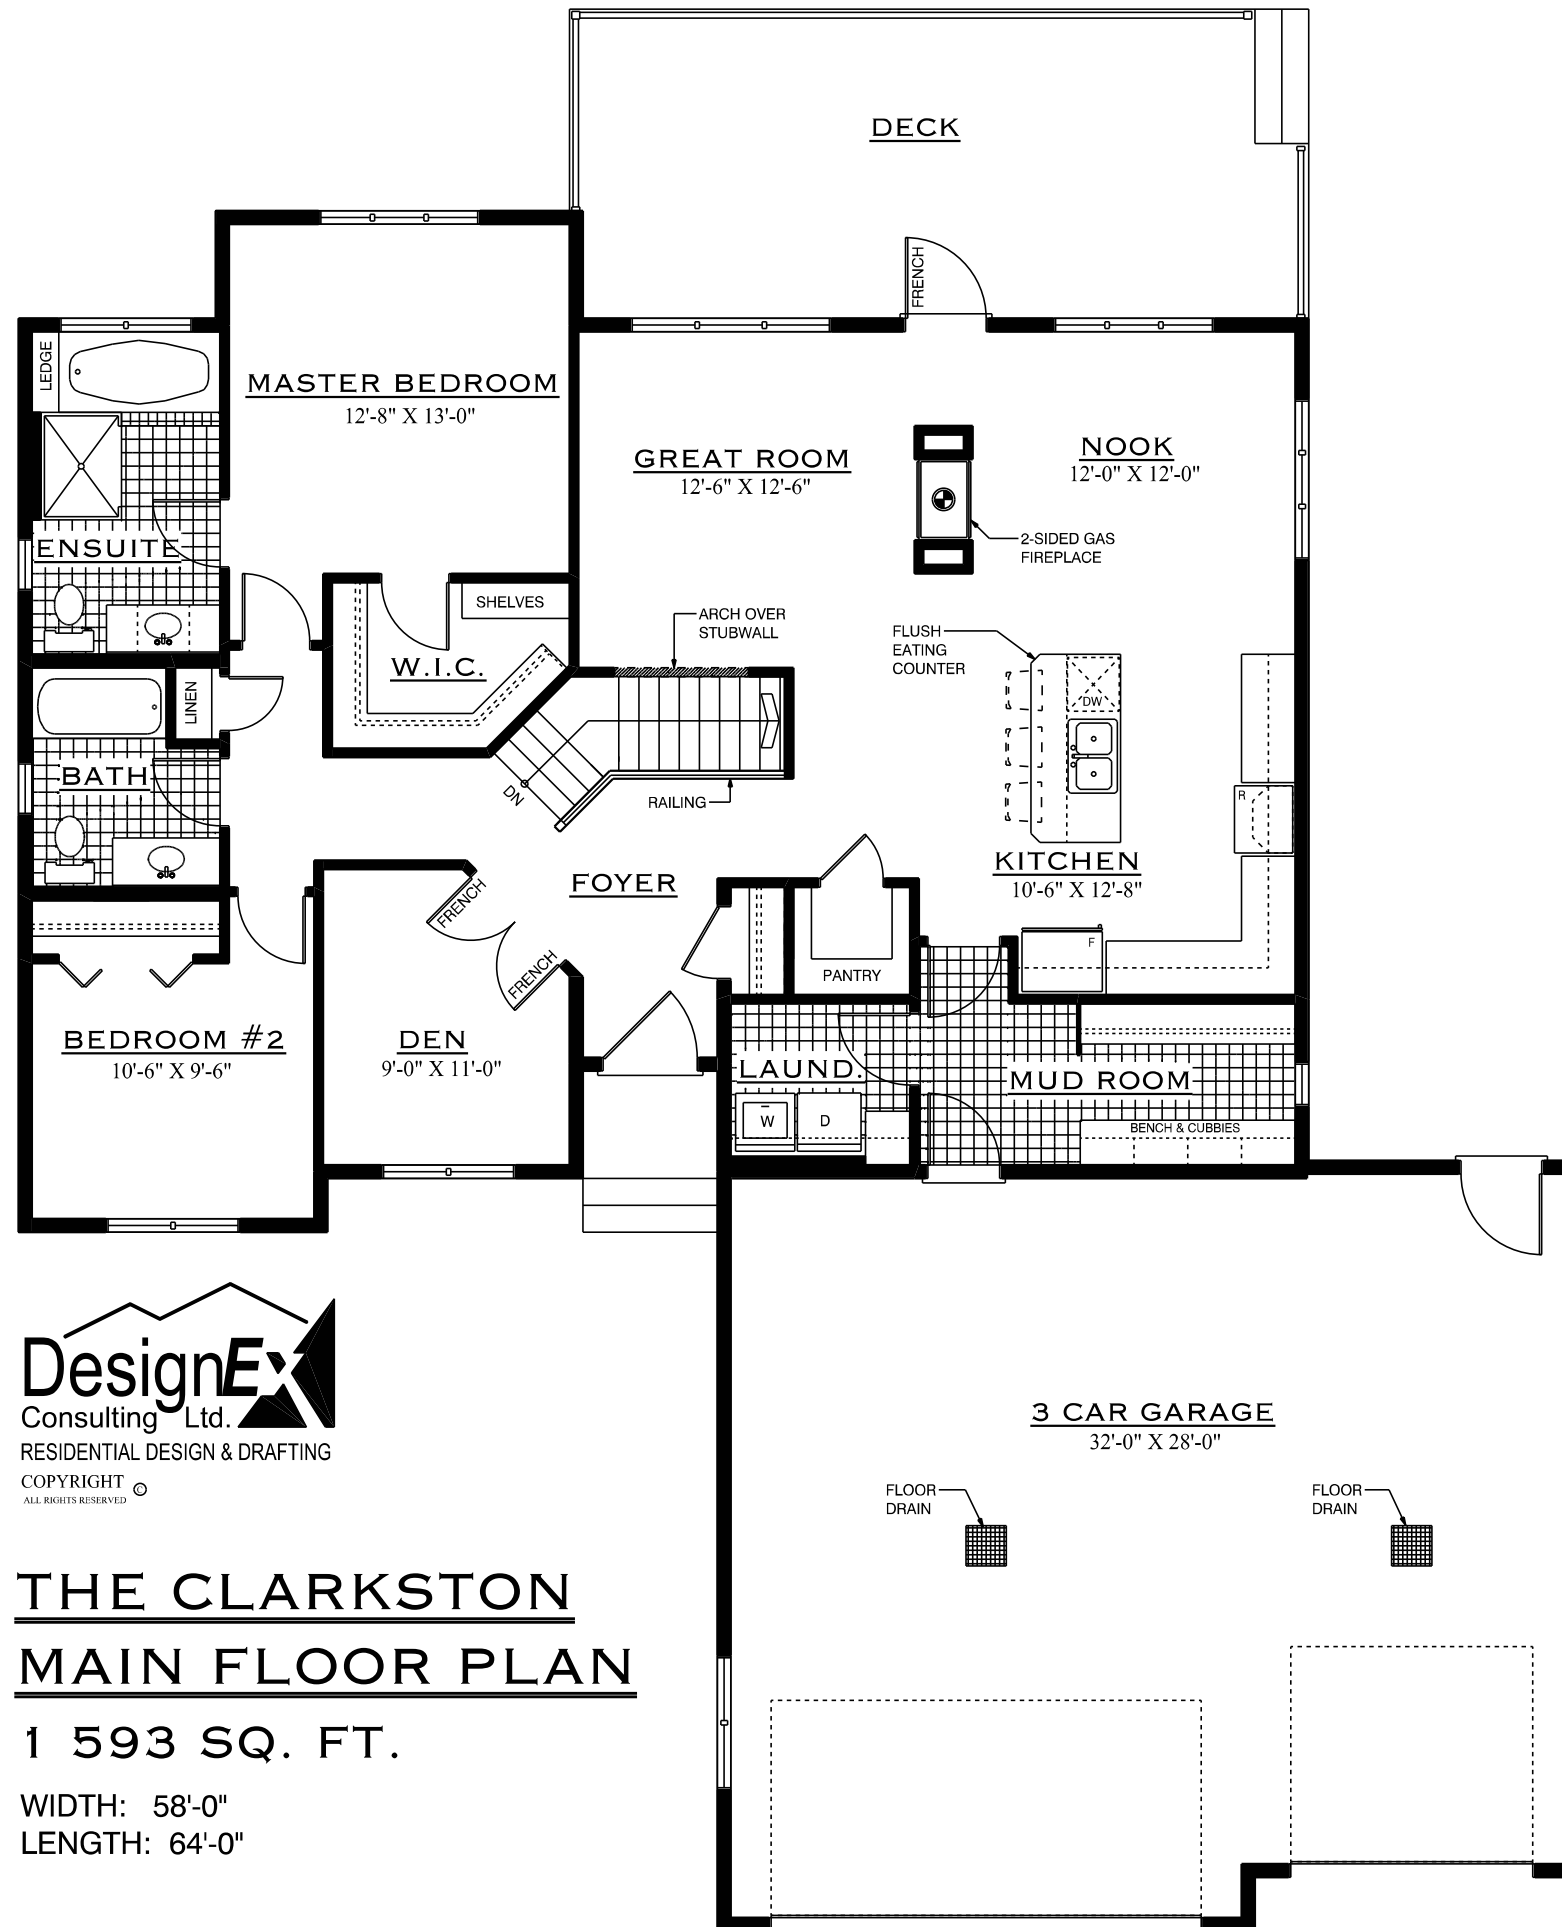 DECK
FRENCH
LEDGE
MASTER BEDROOM
12'-8" X 13'-0"
GREAT ROOM
12'-6" X 12'-6"
NOOK
12'-0" X 12'-0"
2-SIDED GAS
FIREPLACE
ENSUITE
SHELVES
W.I.C.
ARCH OVER
STUBWALL
FLUSH
EATING
COUNTER
LINEN
DW
BATH
DN
RAILING
R
KITCHEN
10'-6" X 12'-8"
FOYER
FRENCH
FRENCH
F
PANTRY
BEDROOM #2
10'-6" X 9'-6"
DEN
9'-0" X 11'-0"
LAUND.
MUD ROOM
W
D
BENCH & CUBBIES
DesignEx
Consulting Ltd.
RESIDENTIAL DESIGN & DRAFTING
COPYRIGHT ©
ALL RIGHTS RESERVED
3 CAR GARAGE
32'-0" X 28'-0"
FLOOR
DRAIN
FLOOR
DRAIN
THE CLARKSTON
MAIN FLOOR PLAN
1 593 SQ. FT.
WIDTH: 58'-0"
LENGTH: 64'-0"